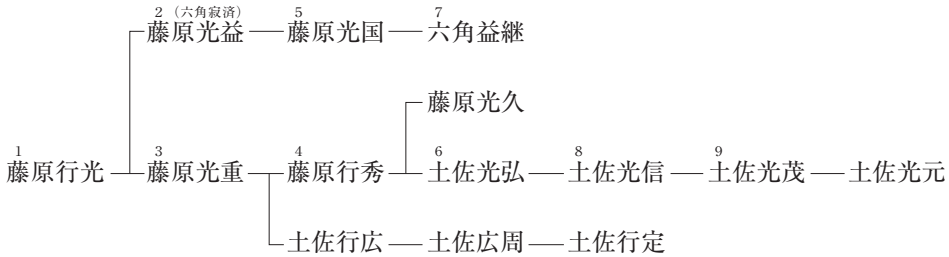 2 （六角寂済） 5 7
藤原光益 藤原光国 六角益継
藤原光久
1 3 4 6 8 9
藤原行光 藤原光重 藤原行秀 土佐光弘 土佐光信 土佐光茂 土佐光元
土佐行広 土佐広周 土佐行定